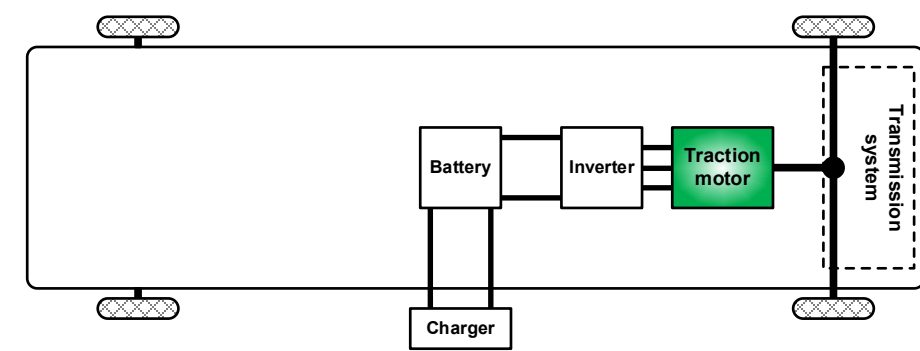 Battery
Inverter
Traction
motor
Transmission
system
Charger